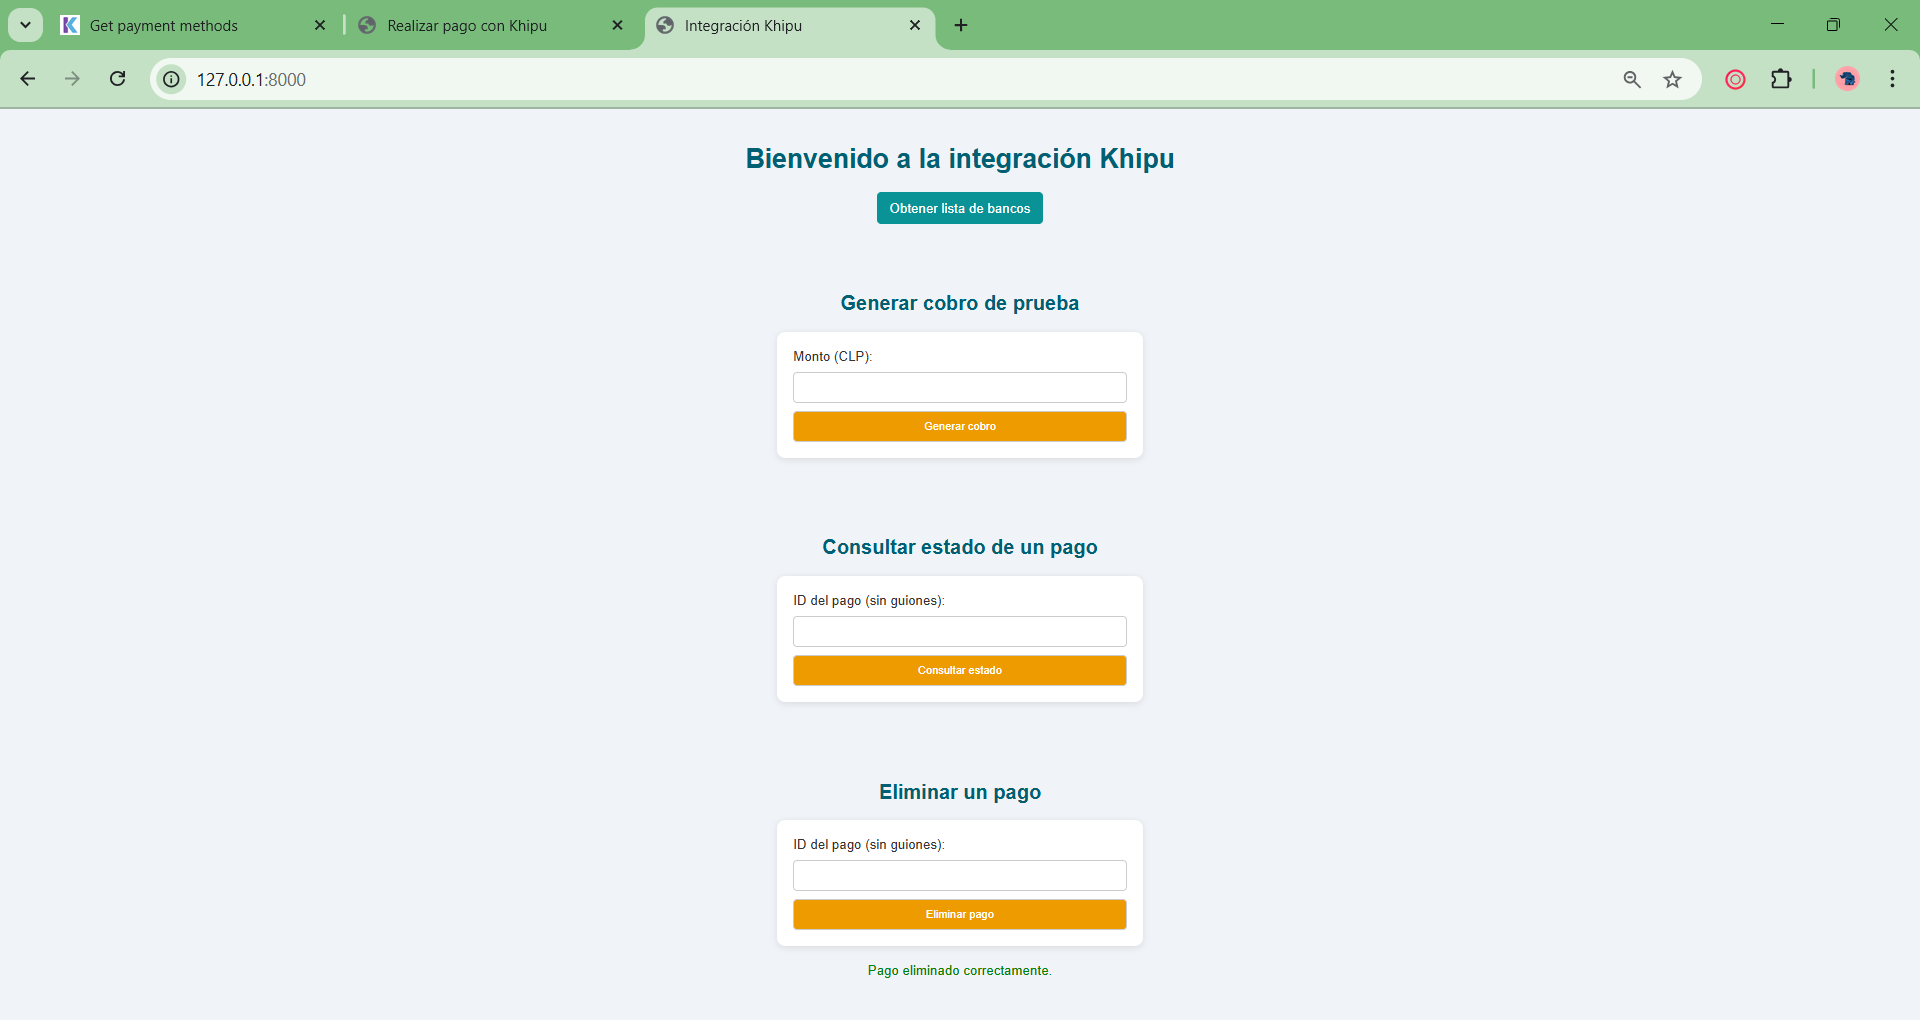 Get payment methods
Realizar pago con Khipu
Integración Khipu
127.0.0.1:8000
Bienvenido a la integración Khipu
Obtener lista de bancos
Generar cobro de prueba
Monto (CLP):
Generar cobro
Consultar estado de un pago
ID del pago (sin guiones):
Consultar estado
Eliminar un pago
ID del pago (sin guiones):
Eliminar pago
Pago eliminado correctamente.